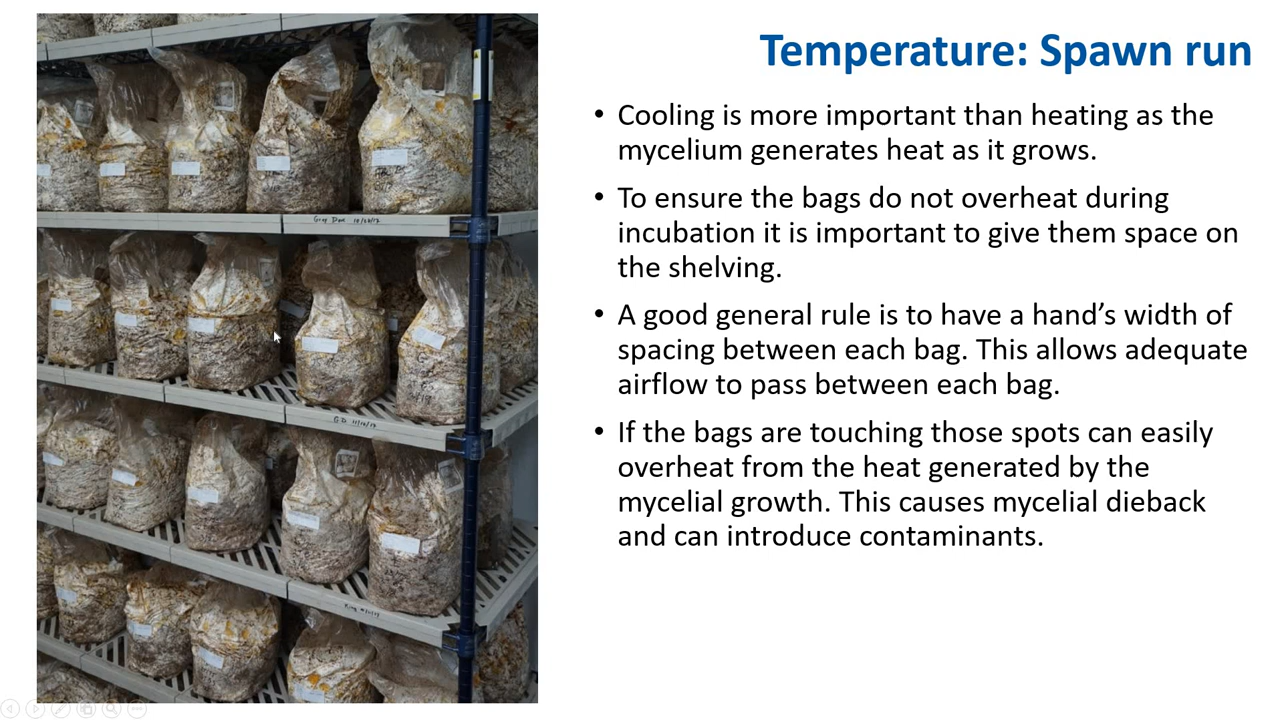 Temperature: Spawn run
• Cooling is more important than heating as the
mycelium generates heat as it grows.
• To ensure the bags do not overheat during
incubation it is important to give them space on
the shelving.
• A good general rule is to have a hand’s width of
spacing between each bag. This allows adequate
airflow to pass between each bag.
• If the bags are touching those spots can easily
overheat from the heat generated by the
mycelial growth. This causes mycelial dieback
and can introduce contaminants.